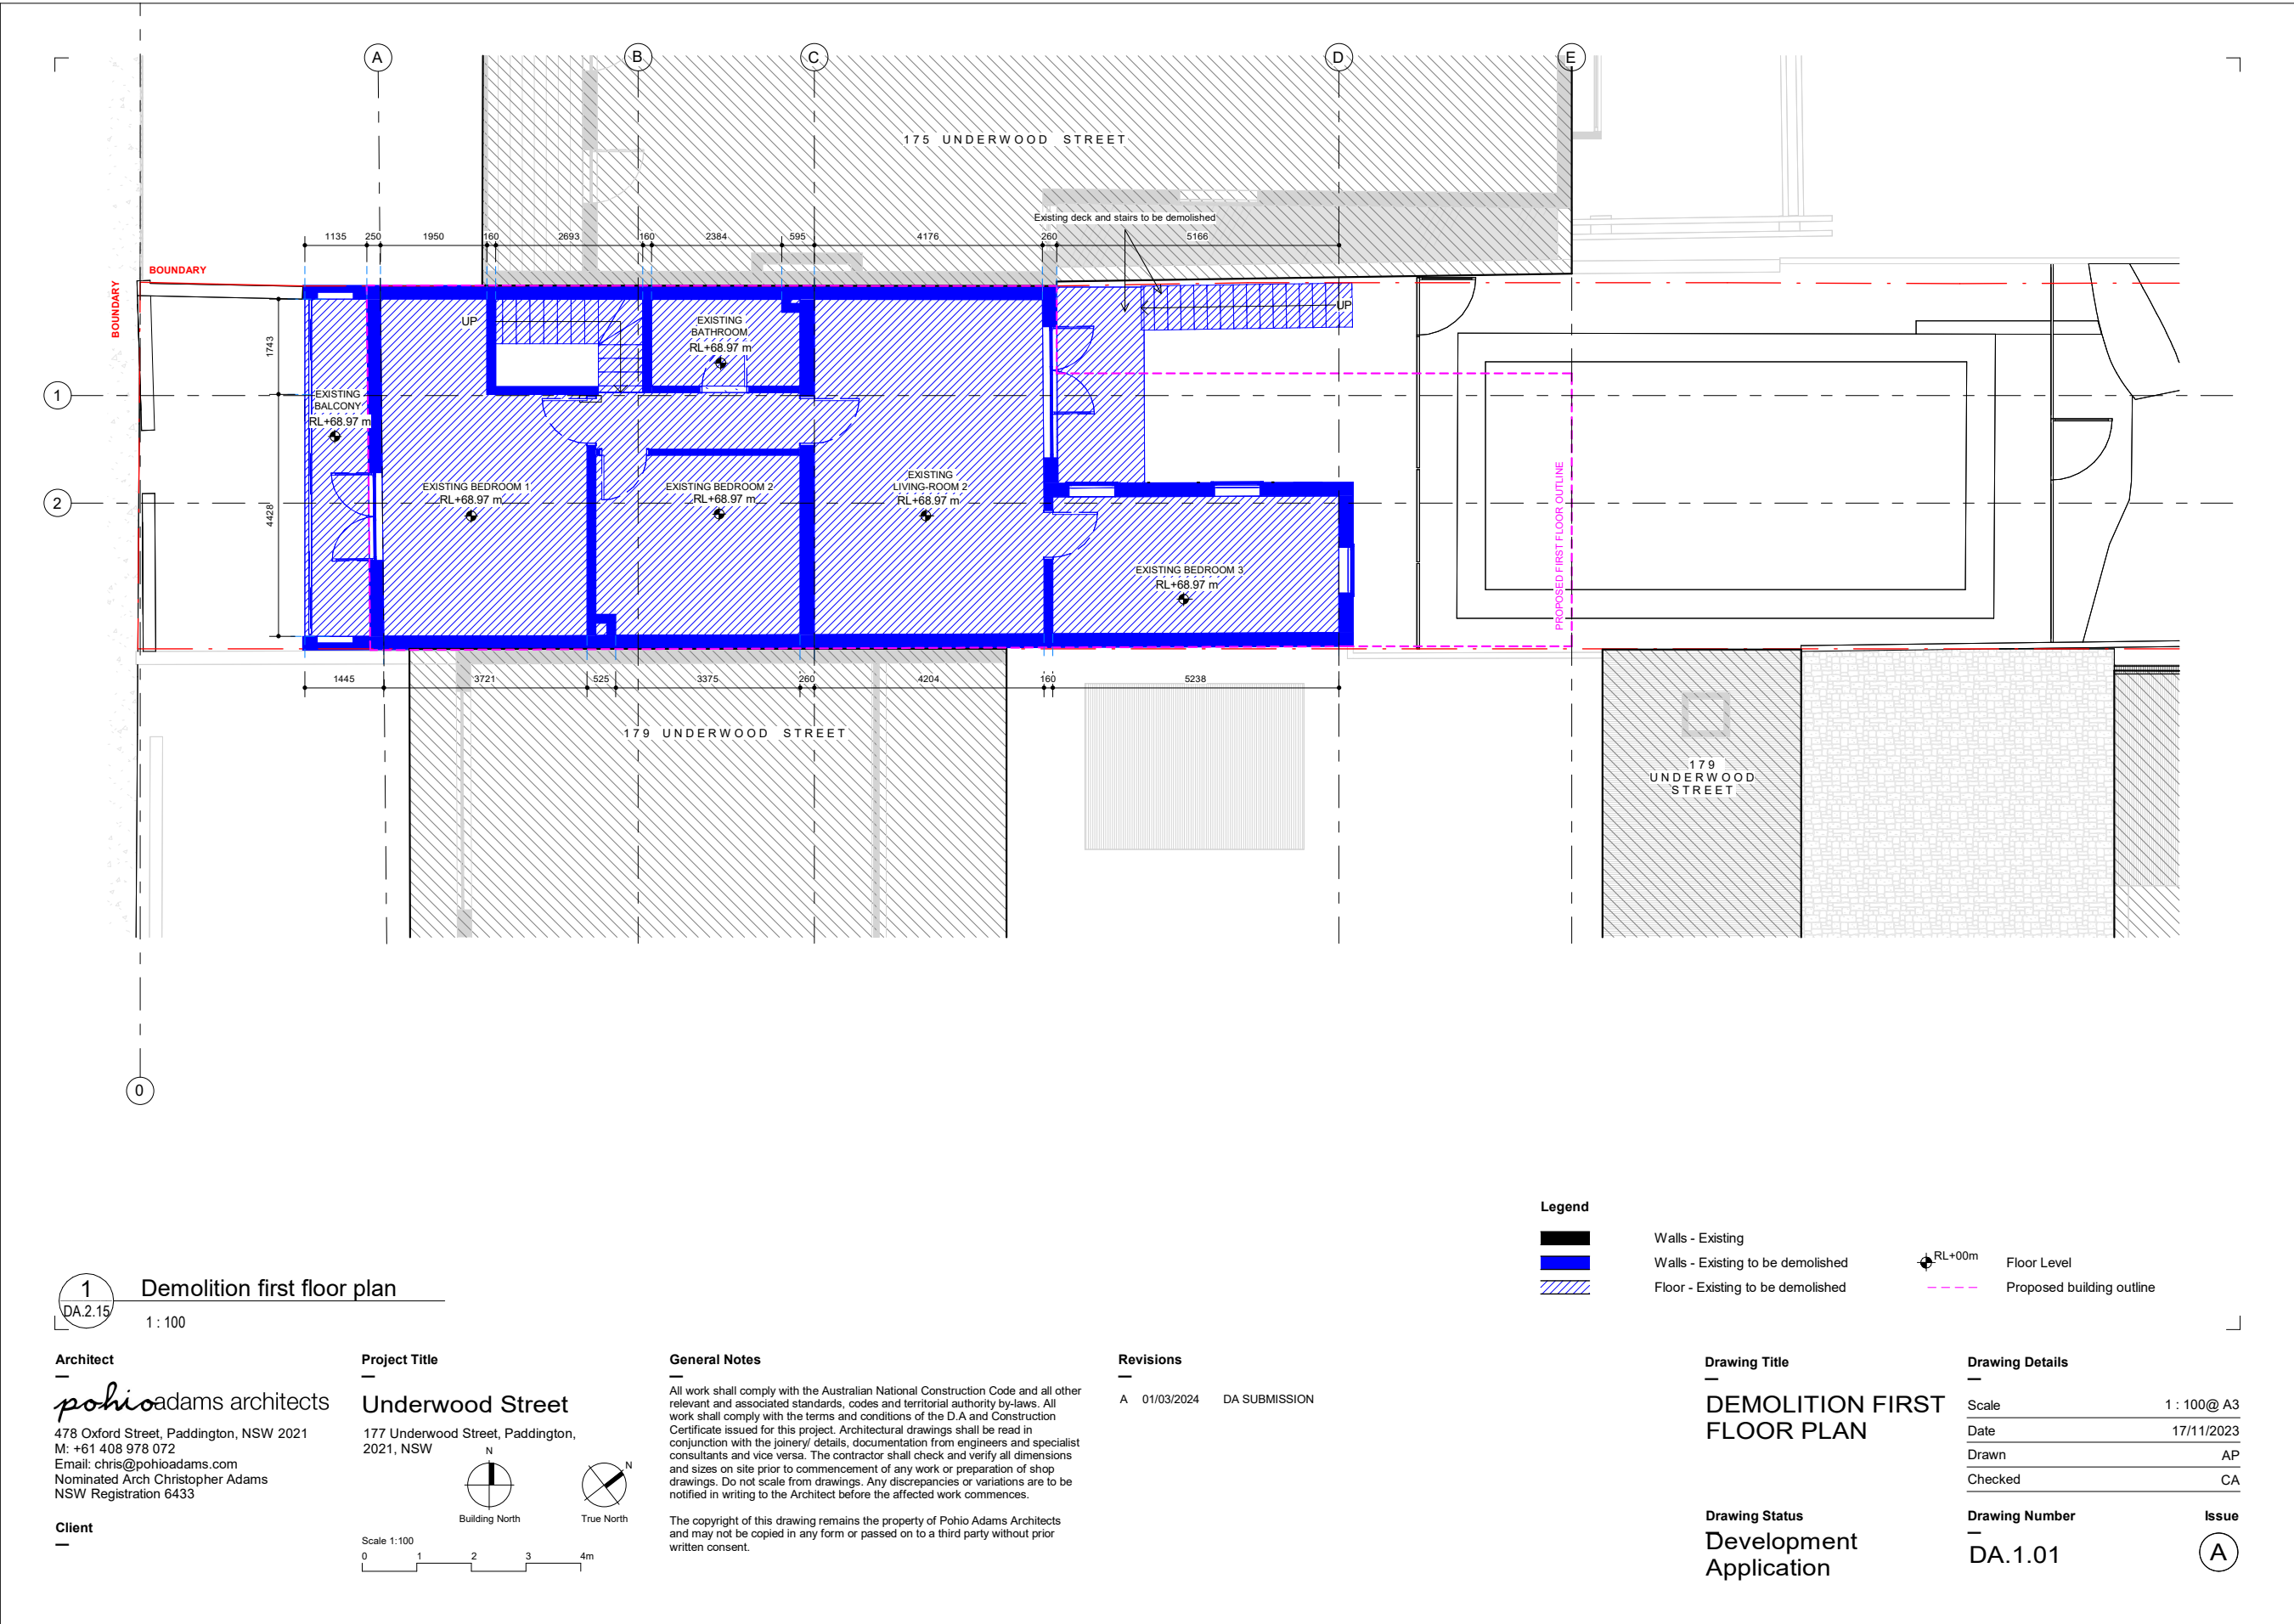 A
B
C
D
E
175 UNDERWOOD STREET
Existing deck and stairs to be demolished
1135
250
1950
160
2693
160
2384
595
4176
260
5166
BOUNDARY
BOUNDARY
UP
EXISTING
BATHROOM
RL+68.97 m
UP
1743
1
EXISTING
BALCONY
RL+68.97 m
2
4428
EXISTING BEDROOM 1
RL+68.97 m
EXISTING BEDROOM 2
RL+68.97 m
EXISTING
LIVING-ROOM 2
RL+68.97 m
EXISTING BEDROOM 3
RL+68.97 m
PROPOSED FIRST FLOOR OUTLINE
1445
3721
525
3375
260
4204
160
5238
179 UNDERWOOD STREET
179
UNDERWOOD
STREET
0
Legend
Walls - Existing
Walls - Existing to be demolished
Floor - Existing to be demolished
RL+00m
Floor Level
Proposed building outline
1
DA.2.15
Demolition first floor plan
1 : 100
Architect
pohio adams architects
478 Oxford Street, Paddington, NSW 2021
M: +61 408 978 072
Email: chris@pohioadams.com
Nominated Arch Christopher Adams
NSW Registration 6433
Client
Project Title
Underwood Street
177 Underwood Street, Paddington,
2021, NSW
N
Building North
N
True North
Scale 1:100
0 1 2 3 4m
General Notes
All work shall comply with the Australian National Construction Code and all other
relevant and associated standards, codes and territorial authority by-laws. All
work shall comply with the terms and conditions of the D.A and Construction
Certificate issued for this project. Architectural drawings shall be read in
conjunction with the joinery/ details, documentation from engineers and specialist
consultants and vice versa. The contractor shall check and verify all dimensions
and sizes on site prior to commencement of any work or preparation of shop
drawings. Do not scale from drawings. Any discrepancies or variations are to be
notified in writing to the Architect before the affected work commences.
The copyright of this drawing remains the property of Pohio Adams Architects
and may not be copied in any form or passed on to a third party without prior
written consent.
Revisions
A 01/03/2024 DA SUBMISSION
Drawing Title
DEMOLITION FIRST
FLOOR PLAN
Drawing Status
Development
Application
Drawing Details
Scale 1 : 100@ A3
Date 17/11/2023
Drawn AP
Checked CA
Drawing Number
DA.1.01
Issue
A